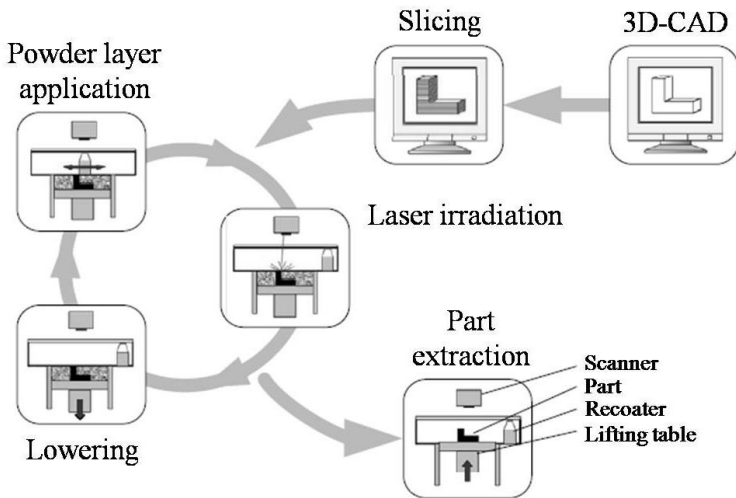 Slicing
3D-CAD
Powder layer
application
Laser irradiation
Lowering
Part
extraction
Scanner
Part
Recoater
Lifting table